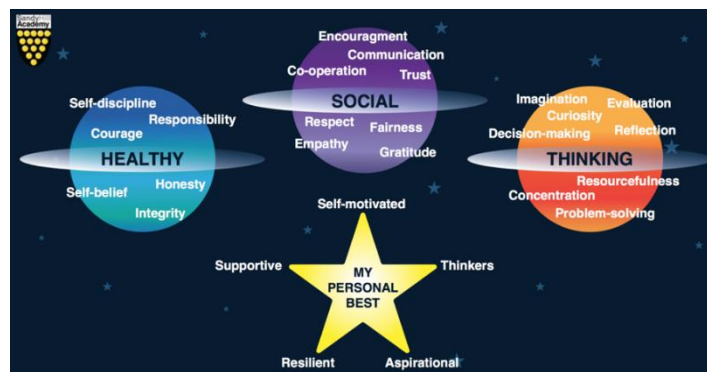 Sandy Hill
Academy
Encouragment
Communication
Co-operation
Trust
SOCIAL
Respect
Fairness
Empathy
Gratitude
Self-discipline
Responsibility
Courage
HEALTHY
Self-belief
Honesty
Integrity
Imagination
Evaluation
Curiosity
Decision-making
Reflection
THINKING
Resourcefulness
Concentration
Problem-solving
Self-motivated
Supportive
Thinkers
MY
PERSONAL
BEST
Resilient
Aspirational